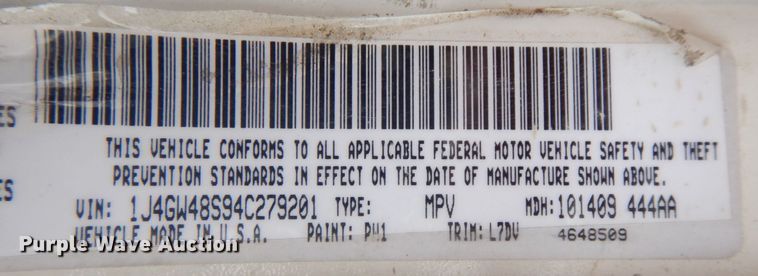 ES
THIS VEHICLE CONFORMS TO ALL APPLICABLE FEDERAL MOTOR VEHICLE SAFETY AND THEFT
PREVENTION STANDARDS IN EFFECT ON THE DATE OF MANUFACTURE SHOWN ABOVE.
ES
VIN: 1J4GW48S94C279201 TYPE: MPV MDH:101409 444AA
VEHICLE MADE IN U.S.A. PAINT: PW1 TRIM: L7DV 4648509
Purple Wave Auction